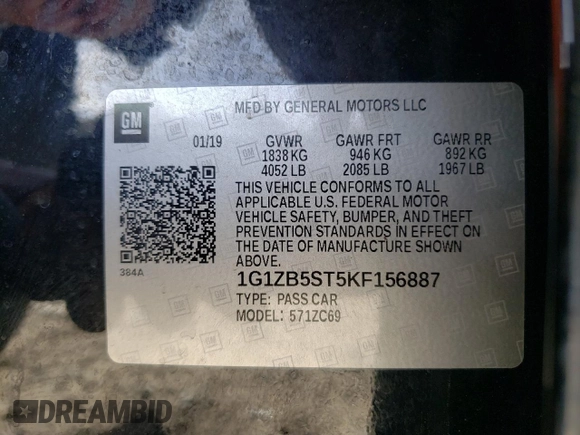 GM
MFD BY GENERAL MOTORS LLC
01/19 GVWR GAWR FRT GAWR RR
1838 KG 946 KG 892 KG
4052 LB 2085 LB 1967 LB
THIS VEHICLE CONFORMS TO ALL
APPLICABLE U.S. FEDERAL MOTOR
VEHICLE SAFETY, BUMPER, AND THEFT
PREVENTION STANDARDS IN EFFECT ON
THE DATE OF MANUFACTURE SHOWN ABOVE.
384A
1G1ZB5ST5KF156887
TYPE: PASS CAR
MODEL: 571ZC69
DREAMBID